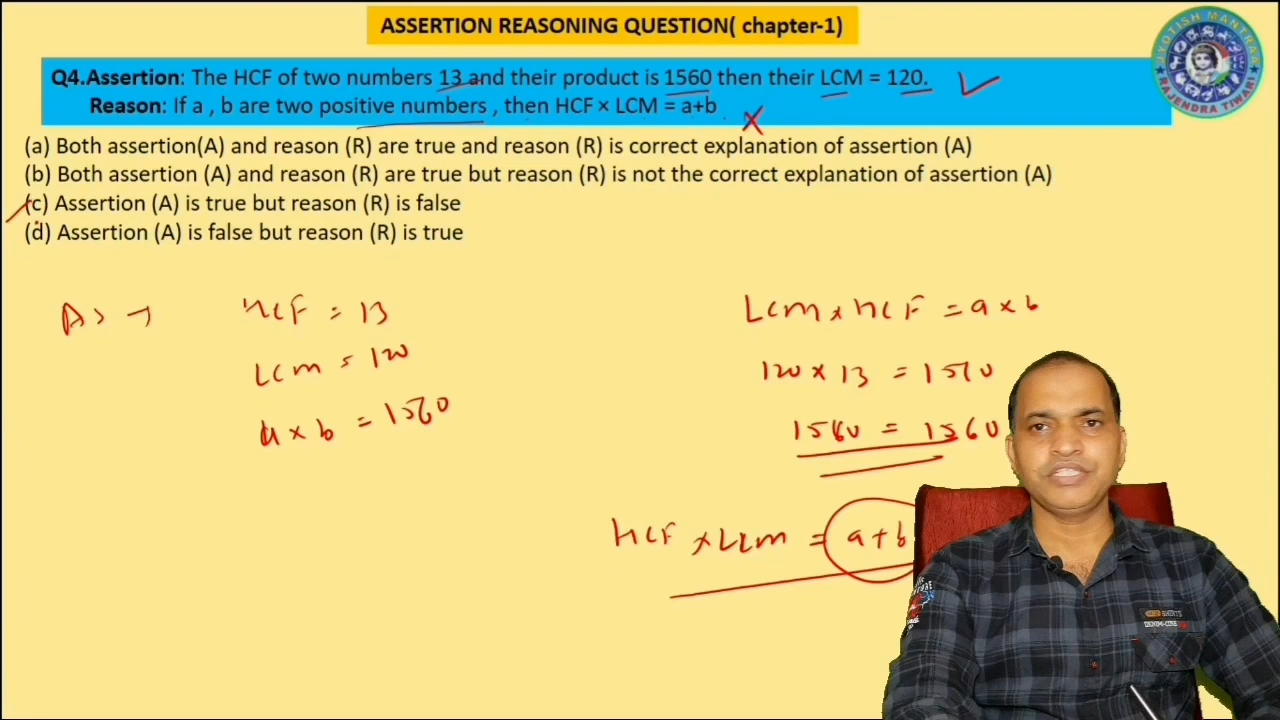 ASSERTION REASONING QUESTION( chapter-1)
JYOTISH MANTRA
RAJENDRA TIWARI
Q4.Assertion: The HCF of two numbers 13 and their product is 1560 then their LCM = 120.
Reason: If a , b are two positive numbers , then HCF × LCM = a+b
(a) Both assertion(A) and reason (R) are true and reason (R) is correct explanation of assertion (A)
(b) Both assertion (A) and reason (R) are true but reason (R) is not the correct explanation of assertion (A)
(c) Assertion (A) is true but reason (R) is false
(d) Assertion (A) is false but reason (R) is true
HCF = 13
LCM = 120
a × b = 1560
LCM × HCF = a × b
120 × 13 = 1560
1560 = 1560
HCF × LCM = a+b